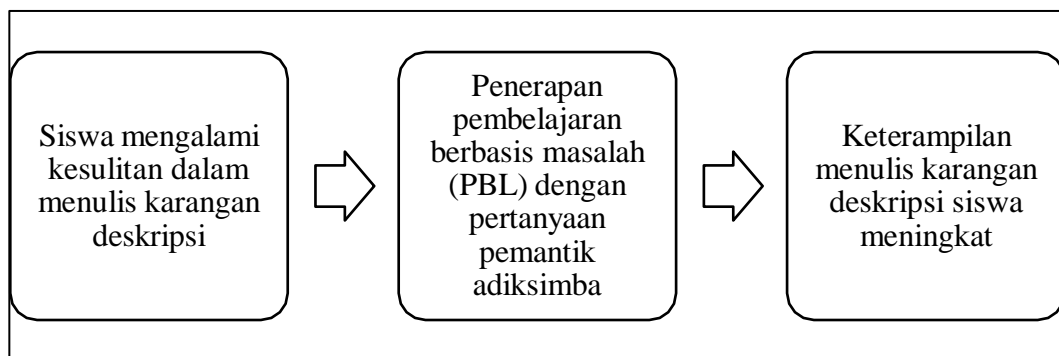 Siswa mengalami
kesulitan dalam
menulis karangan
deskripsi
Penerapan
pembelajaran
berbasis masalah
(PBL) dengan
pertanyaan
pemantik
adiksimba
Keterampilan
menulis karangan
deskripsi siswa
meningkat